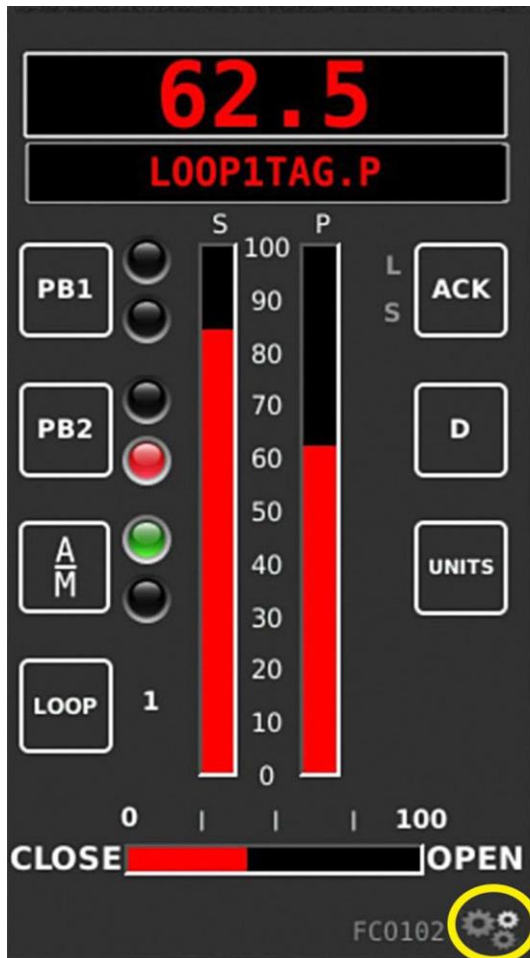 62.5
LOOP1TAG.P
S P
PB1
PB2
A
M
LOOP 1
100
90
80
70
60
50
40
30
20
10
0
L
S
ACK
D
UNITS
0 | | | 100
CLOSE OPEN
FC0102